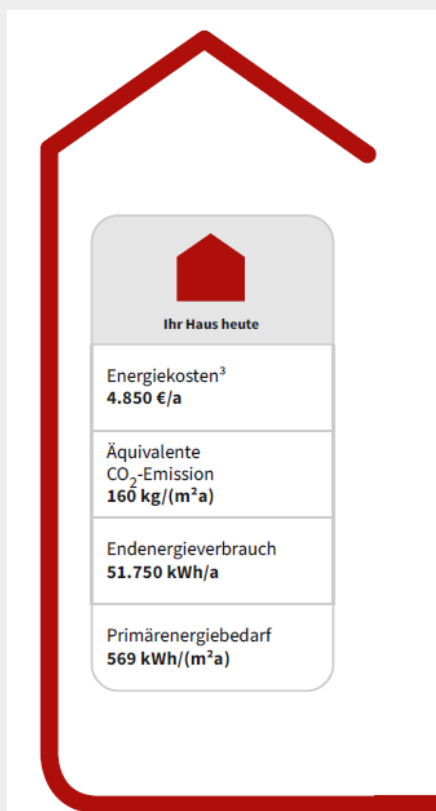 Ihr Haus heute
Energiekosten³
4.850 €/a
Äquivalente
CO₂-Emission
160 kg/(m²a)
Endenergieverbrauch
51.750 kWh/a
Primärenergiebedarf
569 kWh/(m²a)